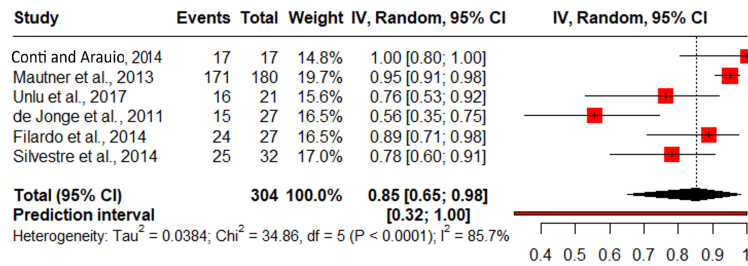 Study Events Total Weight IV, Random, 95% CI IV, Random, 95% CI
Conti and Arauio, 2014 17 17 14.8% 1.00 [0.80; 1.00]
Mautner et al., 2013 171 180 19.7% 0.95 [0.91; 0.98]
Unlu et al., 2017 16 21 15.6% 0.76 [0.53; 0.92]
de Jonge et al., 2011 15 27 16.5% 0.56 [0.35; 0.75]
Filardo et al., 2014 24 27 16.5% 0.89 [0.71; 0.98]
Silvestre et al., 2014 25 32 17.0% 0.78 [0.60; 0.91]
Total (95% CI) 304 100.0% 0.85 [0.65; 0.98]
Prediction interval [0.32; 1.00]
Heterogeneity: Tau² = 0.0384; Chi² = 34.86, df = 5 (P < 0.0001); I² = 85.7%
0.4 0.5 0.6 0.7 0.8 0.9 1